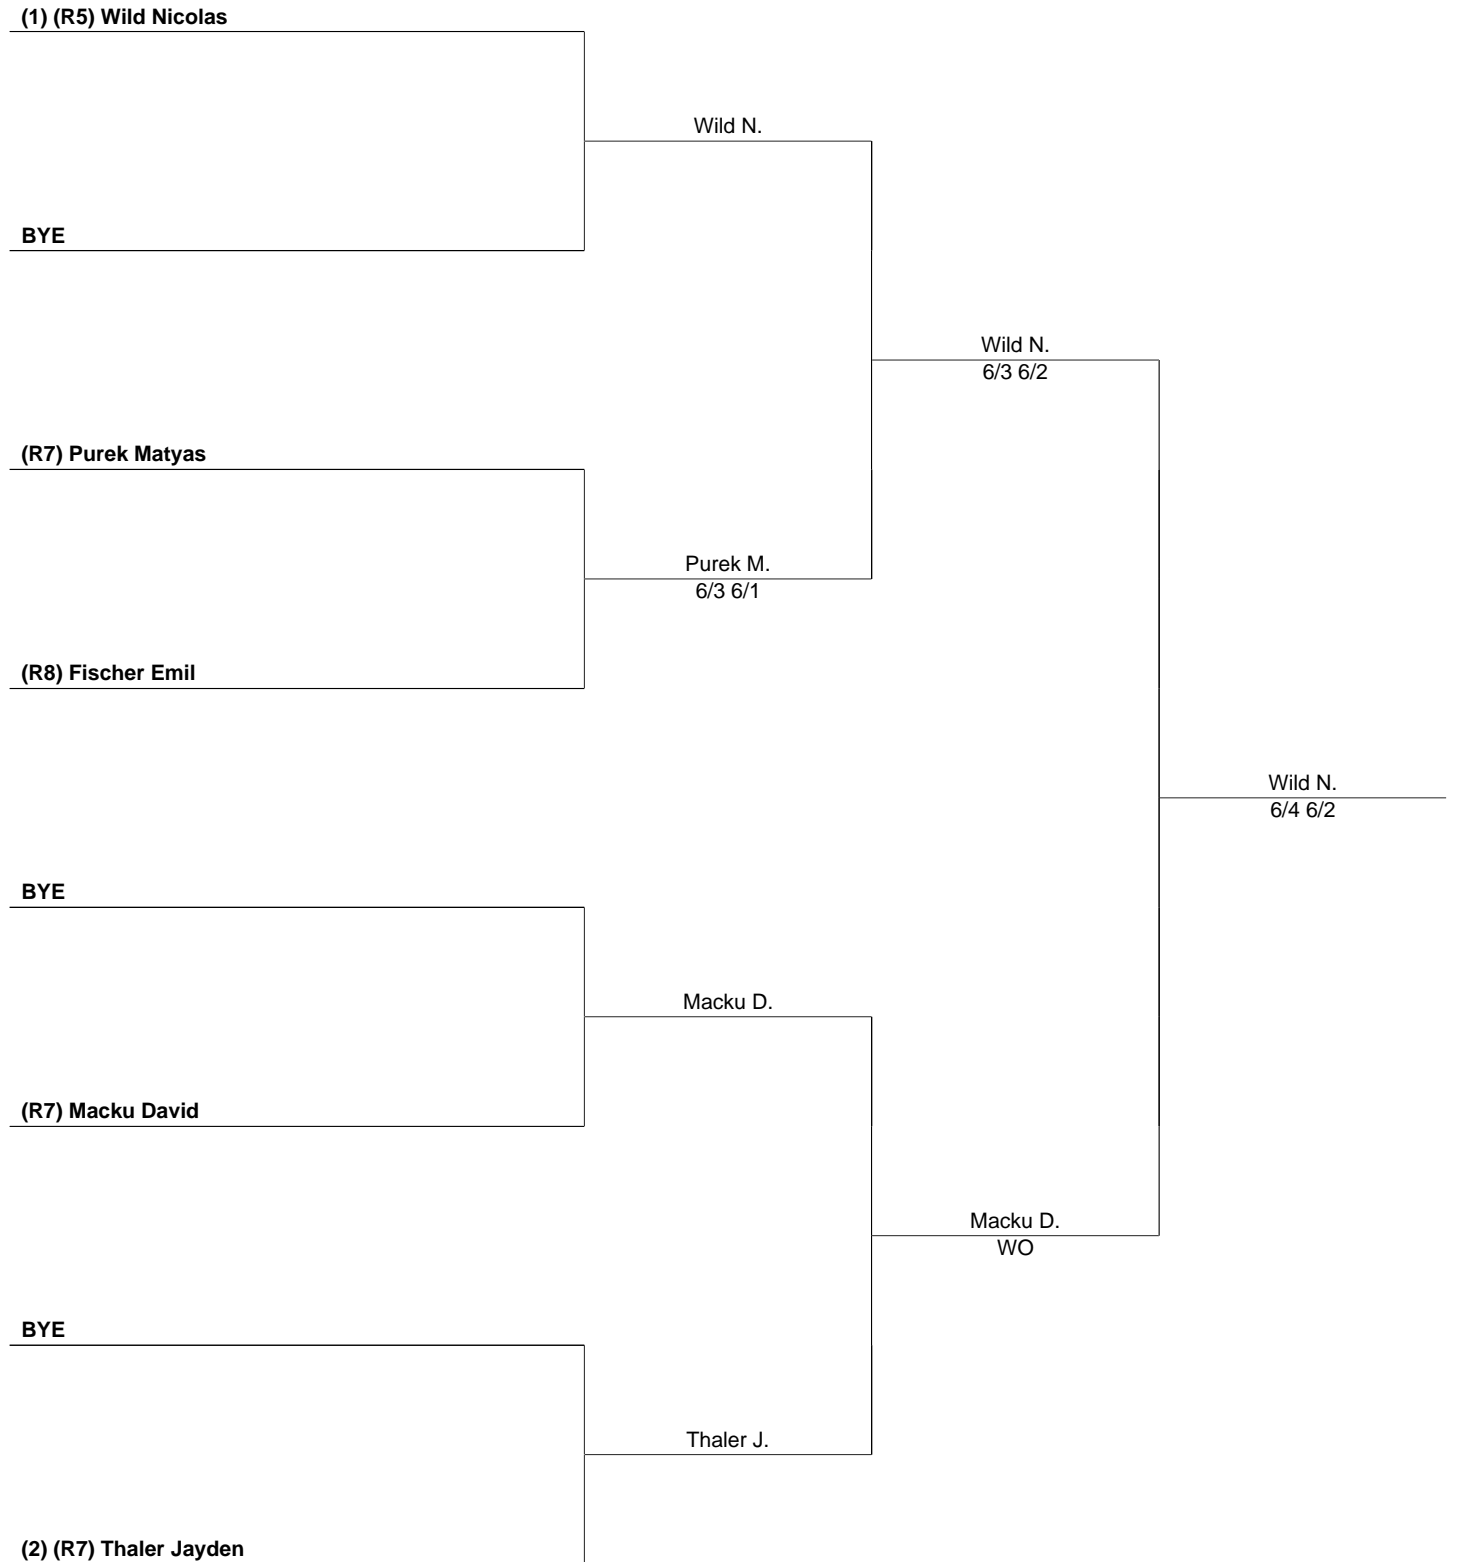 (1) (R5) Wild Nicolas
Wild N.
BYE
Wild N.
6/3 6/2
(R7) Purek Matyas
Purek M.
6/3 6/1
(R8) Fischer Emil
Wild N.
6/4 6/2
BYE
Macku D.
(R7) Macku David
Macku D.
WO
BYE
Thaler J.
(2) (R7) Thaler Jayden